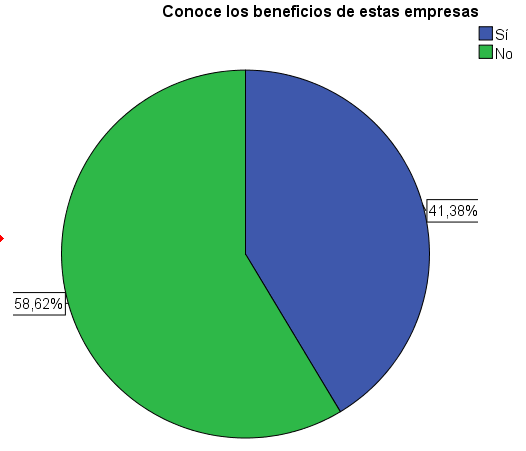 Conoce los beneficios de estas empresas
Sí
No
41,38%
58,62%